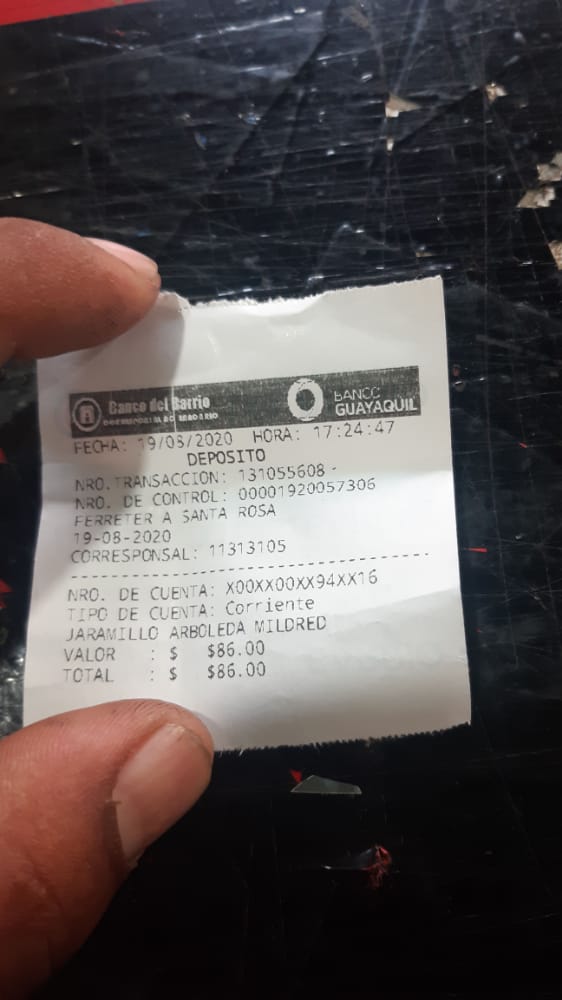 Banco del Barrio
CORRESPONSAL BANCARIO
BANCO
GUAYAQUIL
FECHA: 19/08/2020 HORA: 17:24:47
DEPOSITO
NRO.TRANSACCION: 131055608 -
NRO. DE CONTROL: 00001920057306
FERRETER A SANTA ROSA
19-08-2020
CORRESPONSAL: 11313105
--------------------------------
NRO. DE CUENTA: X00XX00XX94XX16
TIPO DE CUENTA: Corriente
JARAMILLO ARBOLEDA MILDRED
VALOR : $ $86.00
TOTAL : $ $86.00